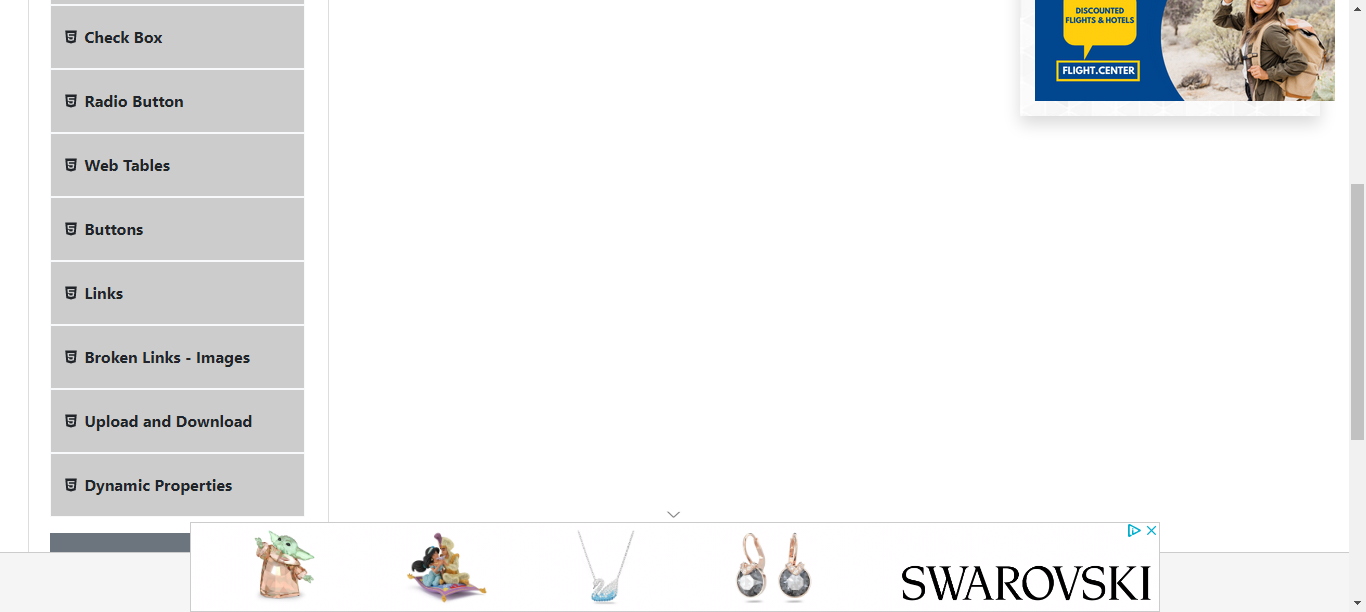 Check Box
Radio Button
Web Tables
Buttons
Links
Broken Links - Images
Upload and Download
Dynamic Properties
DISCOUNTED
FLIGHTS & HOTELS
FLIGHT.CENTER
SWAROVSKI